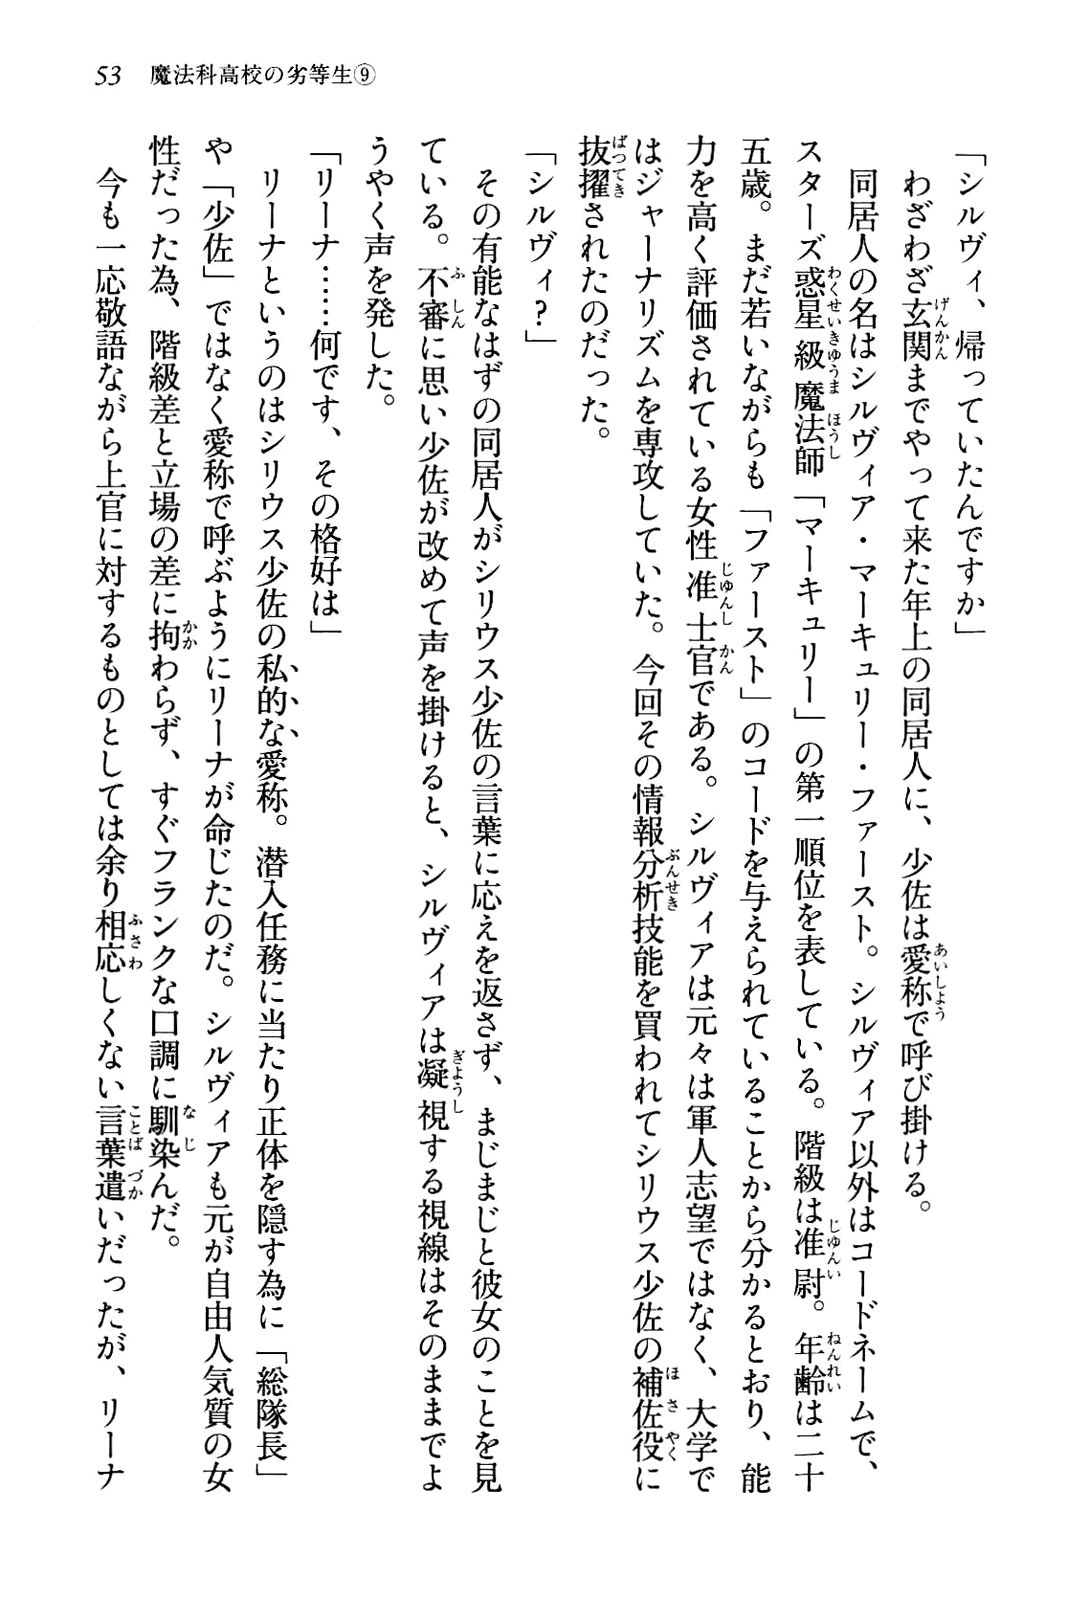 53　魔法科高校の劣等生⑨
「シルヴィ、帰っていたんですか」
　わざわざ玄関までやって来た年上の同居人に、少佐は愛称で呼び掛ける。
　同居人の名はシルヴィア・マーキュリー・ファースト。シルヴィア以外はコードネームで、
スターズ惑星級魔法師「マーキュリー」の第一順位を表している。階級は准尉。年齢は二十
五歳。まだ若いながらも「ファースト」のコードを与えられていることから分かるとおり、能
力を高く評価されている女性准士官である。シルヴィアは元々は軍人志望ではなく、大学で
はジャーナリズムを専攻していた。今回その情報分析技能を買われてシリウス少佐の補佐役に
抜擢されたのだった。
「シルヴィ？」
　その有能なはずの同居人がシリウス少佐の言葉に応えを返さず、まじまじと彼女のことを見
ている。不審に思い少佐が改めて声を掛けると、シルヴィアは凝視する視線はそのままでよ
うやく声を発した。
「リーナ……何です、その格好は」
　リーナというのはシリウス少佐の私的な愛称。潜入任務に当たり正体を隠す為に「総隊長」
や「少佐」ではなく愛称で呼ぶようにリーナが命じたのだ。シルヴィアも元が自由人気質の女
性だった為、階級差と立場の差に拘わらず、すぐフランクな口調に馴染んだ。
　今も一応敬語ながら上官に対するものとしては余り相応しくない言葉遣いだったが、リーナ